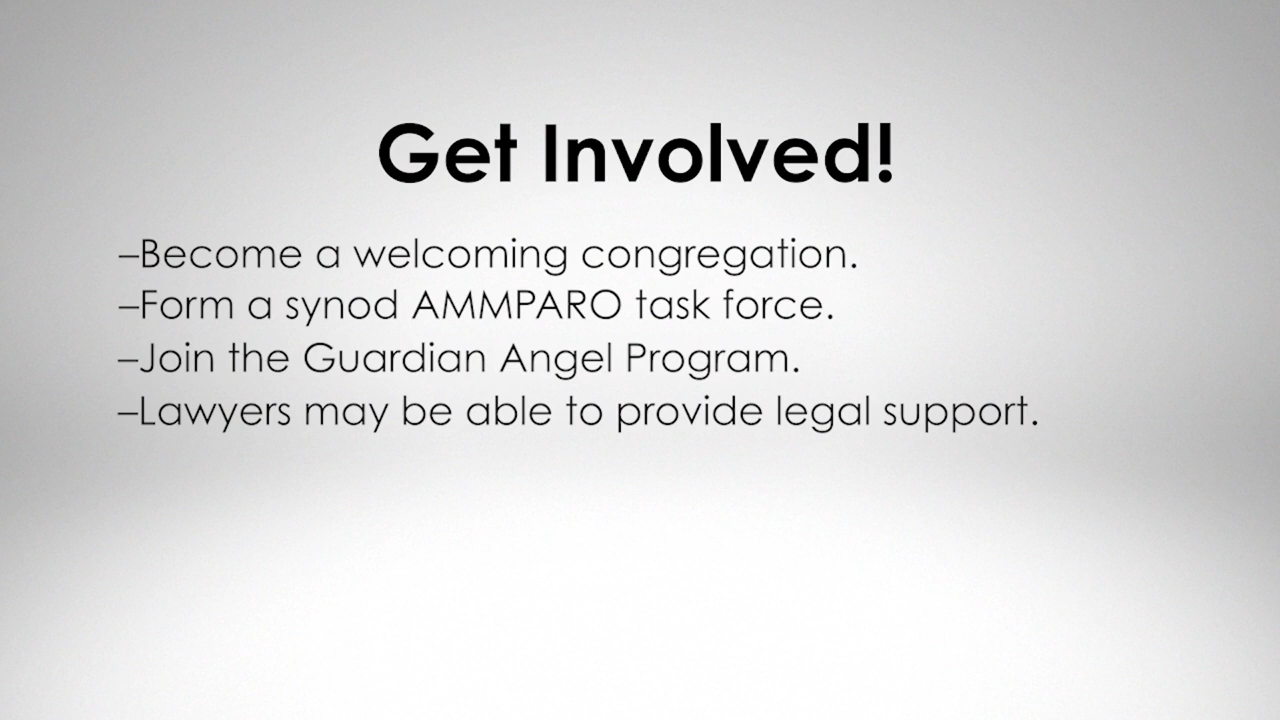 Get Involved!
–Become a welcoming congregation.
–Form a synod AMMPARO task force.
–Join the Guardian Angel Program.
–Lawyers may be able to provide legal support.